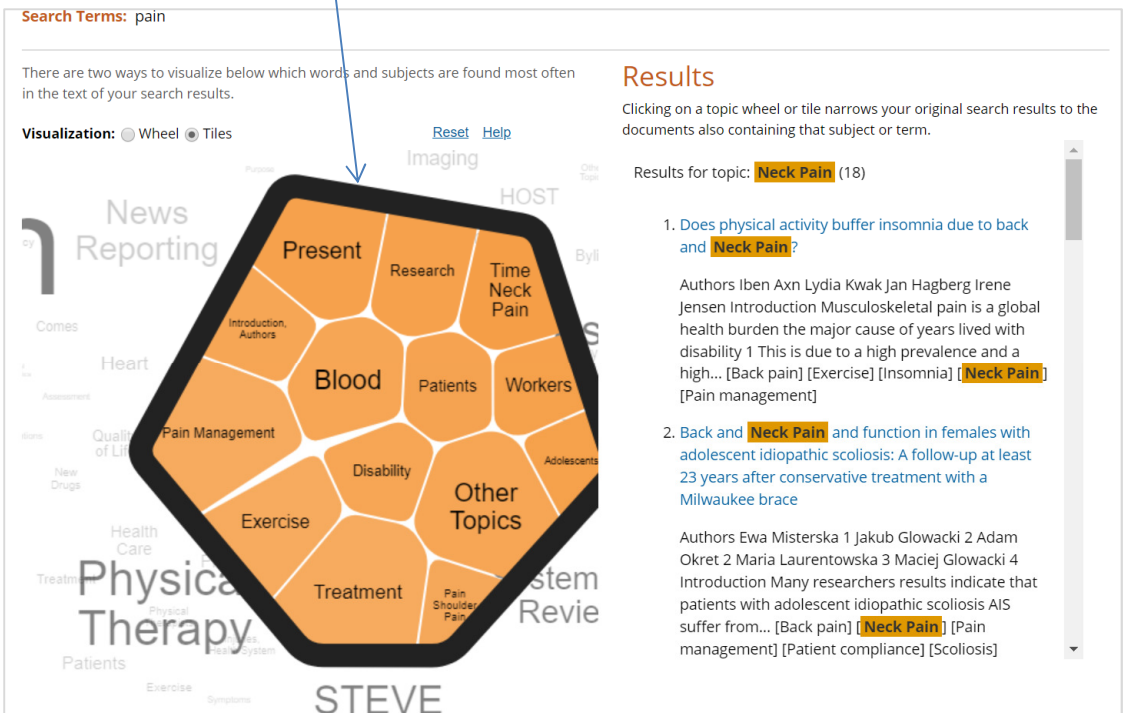 Search Terms: pain
There are two ways to visualize below which words and subjects are found most often
in the text of your search results.
Visualization: Wheel Tiles
Reset Help
Purpose
Imaging
HOST
News
Reporting
Comes
Heart
Assessment
Quality
of Life
New
Drugs
Health
Care
Treatment
Physical
Therapy
Physical
Health System
Patients
Exercise
Symptoms
STEVE
Present
Research
Time
Neck
Pain
Introduction,
Authors
Blood
Patients
Workers
Pain Management
Disability
Adolescents
Other
Topics
Exercise
Treatment
Pain
Shoulder
Pain
stem
Revie
Results
Clicking on a topic wheel or tile narrows your original search results to the
documents also containing that subject or term.
Results for topic: Neck Pain (18)
1. Does physical activity buffer insomnia due to back
and Neck Pain?
Authors Iben Axn Lydia Kwak Jan Hagberg Irene
Jensen Introduction Musculoskeletal pain is a global
health burden the major cause of years lived with
disability 1 This is due to a high prevalence and a
high... [Back pain] [Exercise] [Insomnia] [Neck Pain]
[Pain management]
2. Back and Neck Pain and function in females with
adolescent idiopathic scoliosis: A follow-up at least
23 years after conservative treatment with a
Milwaukee brace
Authors Ewa Misterska 1 Jakub Glowacki 2 Adam
Okret 2 Maria Laurentowska 3 Maciej Glowacki 4
Introduction Many researchers results indicate that
patients with adolescent idiopathic scoliosis AIS
suffer from... [Back pain] [Neck Pain] [Pain
management] [Patient compliance] [Scoliosis]